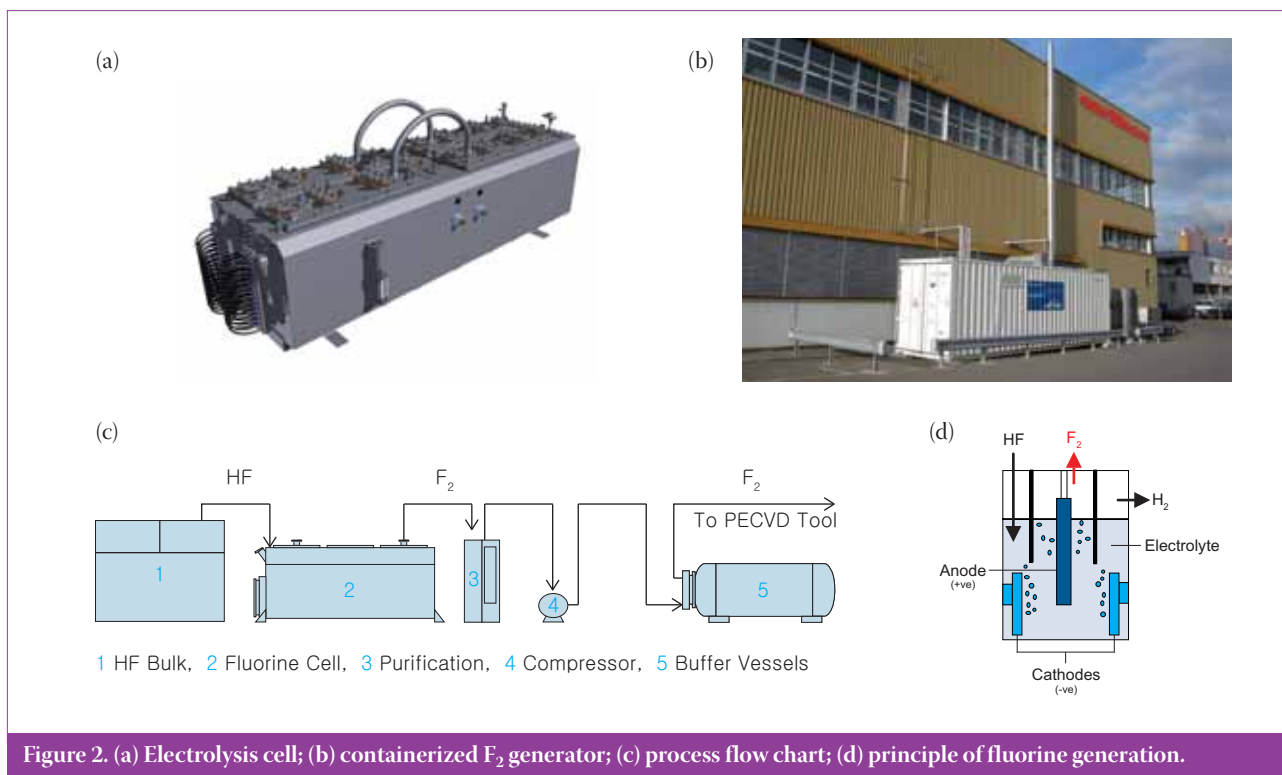 (a)
(b)
(c)
HF
F₂
F₂
To PECVD Tool
1
2
3
4
5
1 HF Bulk, 2 Fluorine Cell, 3 Purification, 4 Compressor, 5 Buffer Vessels
(d)
HF
F₂
H₂
Electrolyte
Anode
(+ve)
Cathodes
(-ve)
Figure 2. (a) Electrolysis cell; (b) containerized F₂ generator; (c) process flow chart; (d) principle of fluorine generation.